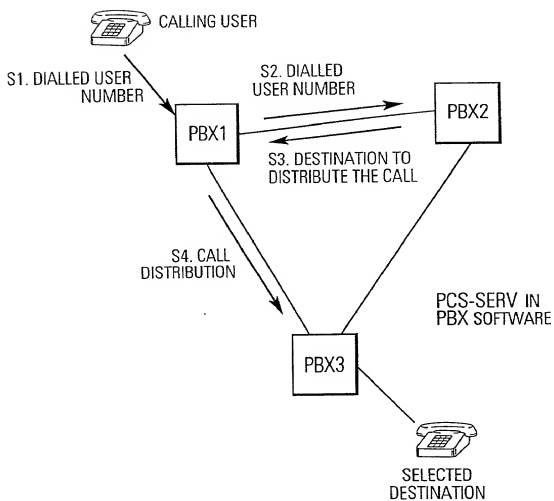 CALLING USER
S1. DIALLED USER
NUMBER
S2. DIALLED
USER NUMBER
PBX1
PBX2
S3. DESTINATION TO
DISTRIBUTE THE CALL
S4. CALL
DISTRIBUTION
PCS-SERV IN
PBX SOFTWARE
PBX3
SELECTED
DESTINATION